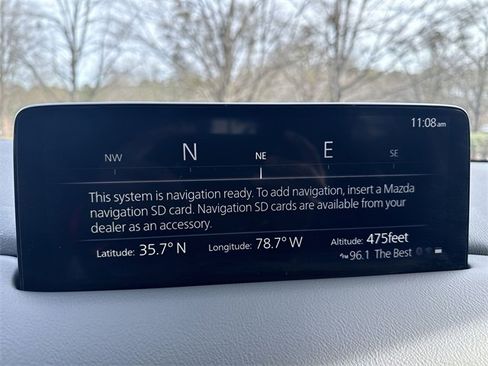 11:08am
NW N NE E SE
This system is navigation ready. To add navigation, insert a Mazda
navigation SD card. Navigation SD cards are available from your
dealer as an accessory.
Latitude: 35.7° N Longitude: 78.7° W Altitude: 475feet
FM 96.1 The Best